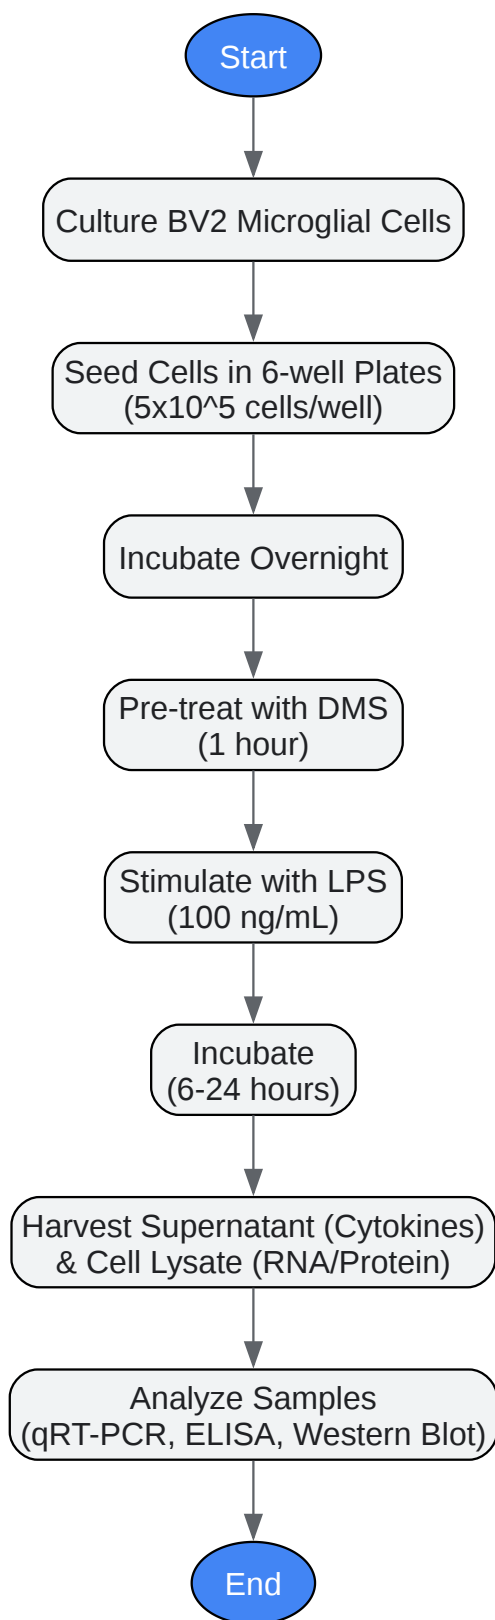 Start
Culture BV2 Microglial Cells
Seed Cells in 6-well Plates
(5x10^5 cells/well)
Incubate Overnight
Pre-treat with DMS
(1 hour)
Stimulate with LPS
(100 ng/mL)
Incubate
(6-24 hours)
Harvest Supernatant (Cytokines)
& Cell Lysate (RNA/Protein)
Analyze Samples
(qRT-PCR, ELISA, Western Blot)
End